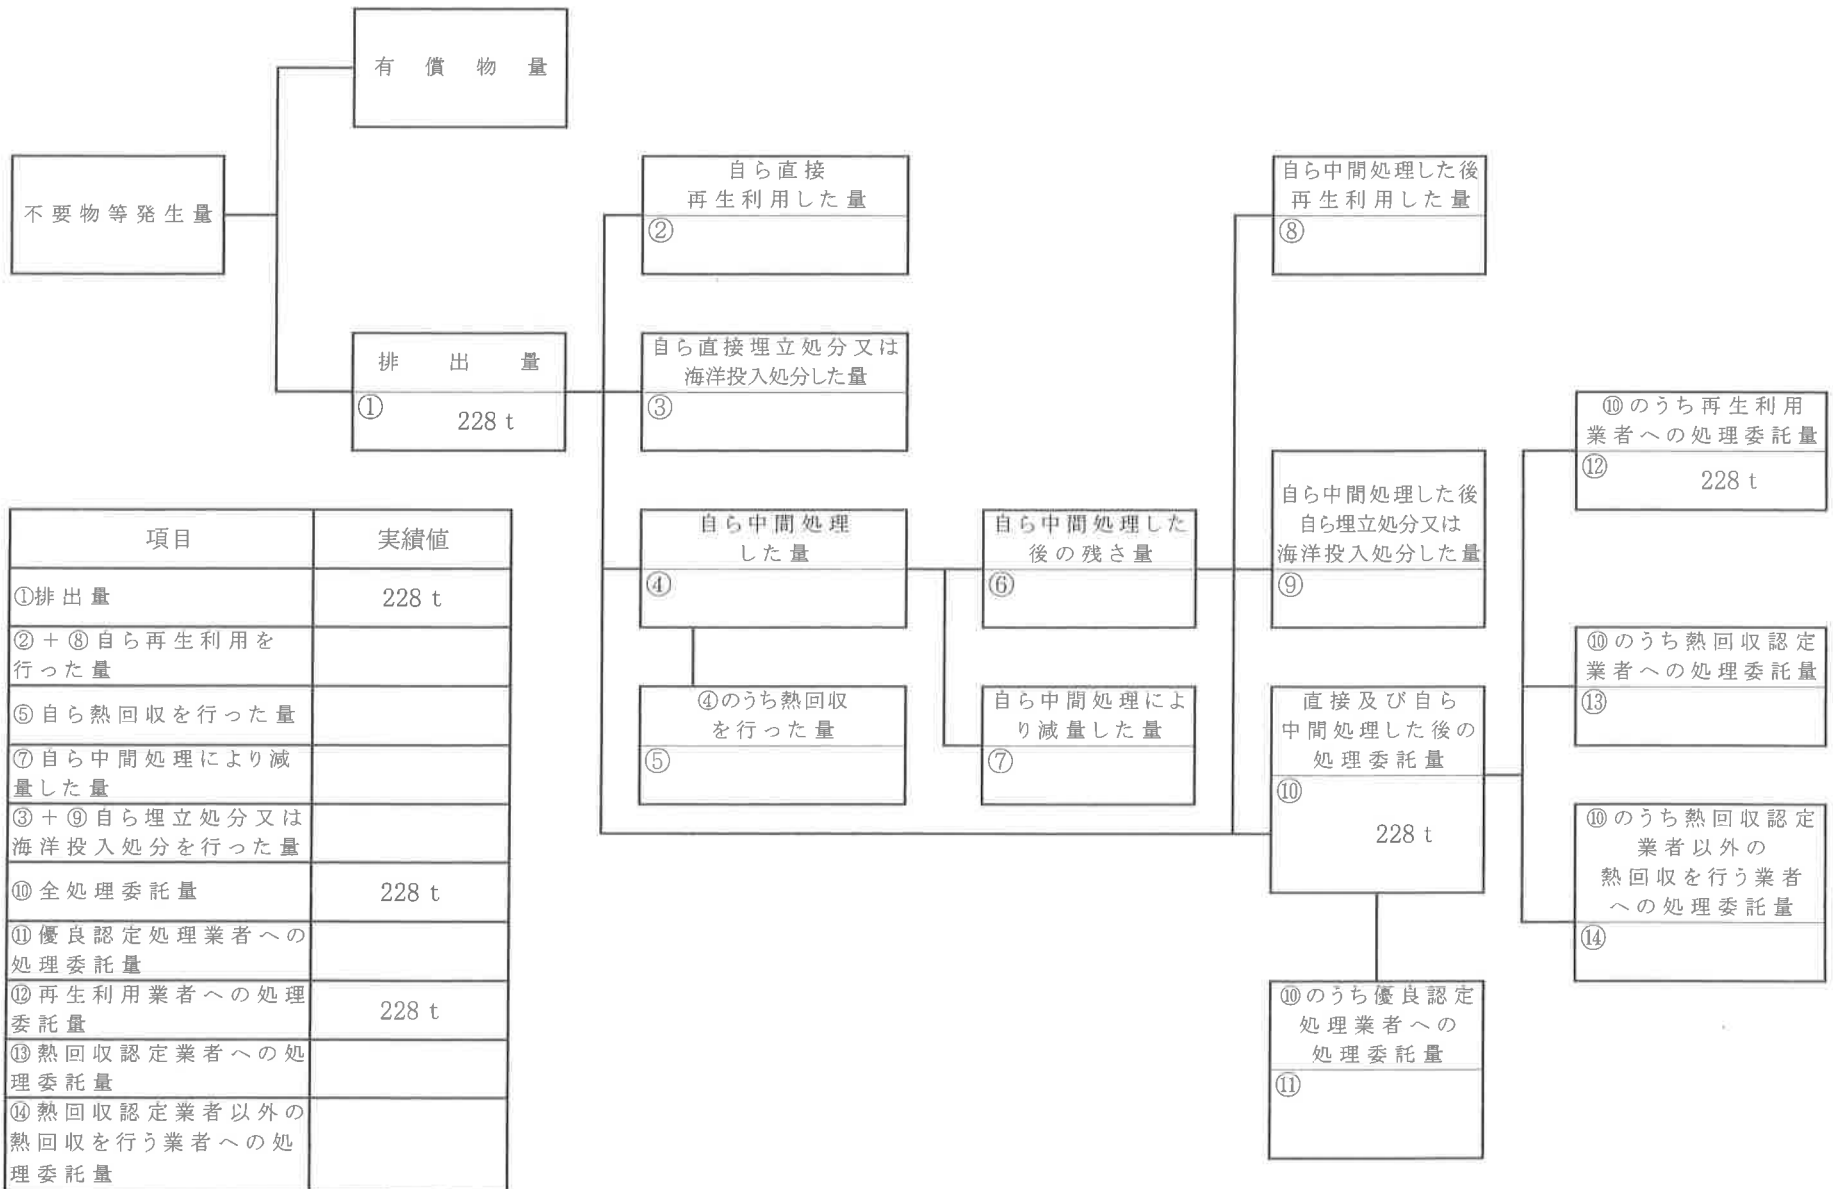 有償物量
不要物等発生量
自ら直接
再生利用した量
②
自ら中間処理した後
再生利用した量
⑧
排出量
①
228 t
自ら直接埋立処分又は
海洋投入処分した量
③
⑩のうち再生利用
業者への処理委託量
⑫
228 t
自ら中間処理
した量
④
自ら中間処理した
後の残さ量
⑥
自ら中間処理した後
自ら埋立処分又は
海洋投入処分した量
⑨
⑩のうち熱回収認定
業者への処理委託量
⑬
④のうち熱回収
を行った量
⑤
自ら中間処理によ
り減量した量
⑦
直接及び自ら
中間処理した後の
処理委託量
⑩
228 t
⑩のうち熱回収認定
業者以外の
熱回収を行う業者
への処理委託量
⑭
⑩のうち優良認定
処理業者への
処理委託量
⑪
項目 実績値
①排出量 228 t
②+⑧自ら再生利用を
行った量
⑤自ら熱回収を行った量
⑦自ら中間処理により減
量した量
③+⑨自ら埋立処分又は
海洋投入処分を行った量
⑩全処理委託量 228 t
⑪優良認定処理業者への
処理委託量
⑫再生利用業者への処理
委託量 228 t
⑬熱回収認定業者への処
理委託量
⑭熱回収認定業者以外の
熱回収を行う業者への処
理委託量